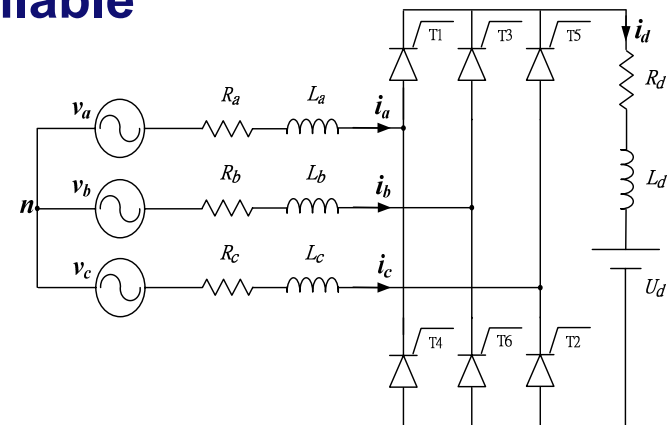 liable
T1 T3 T5 i_d
R_d
v_a R_a L_a i_a
v_b R_b L_b i_b L_d
n
v_c R_c L_c i_c
U_d
T4 T6 T2